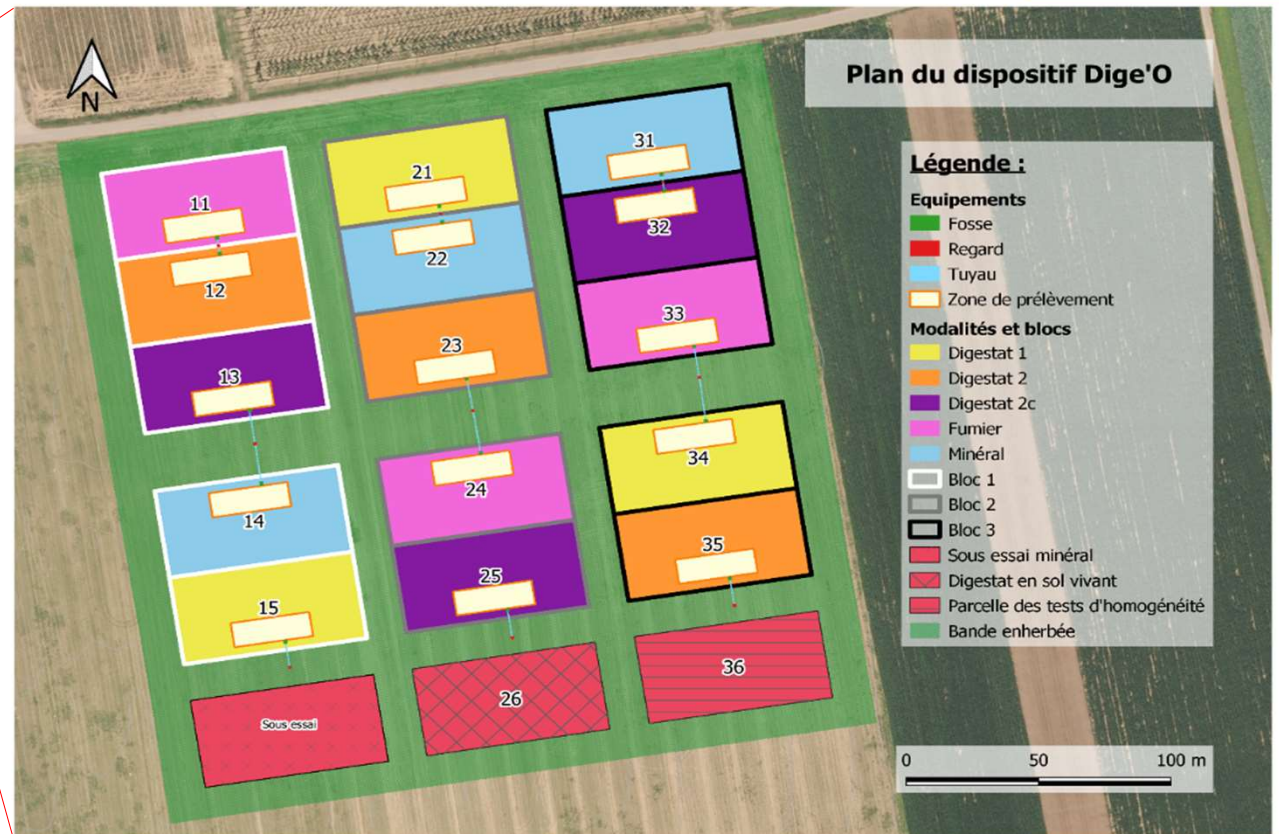 Plan du dispositif Dige'O
N
Légende :
Equipements
Fosse
Regard
Tuyau
Zone de prélèvement
Modalités et blocs
Digestat 1
Digestat 2
Digestat 2c
Fumier
Minéral
Bloc 1
Bloc 2
Bloc 3
Sous essai minéral
Digestat en sol vivant
Parcelle des tests d'homogénéité
Bande enherbée
11
12
13
14
15
Sous essai
21
22
23
24
25
26
31
32
33
34
35
36
0 50 100 m